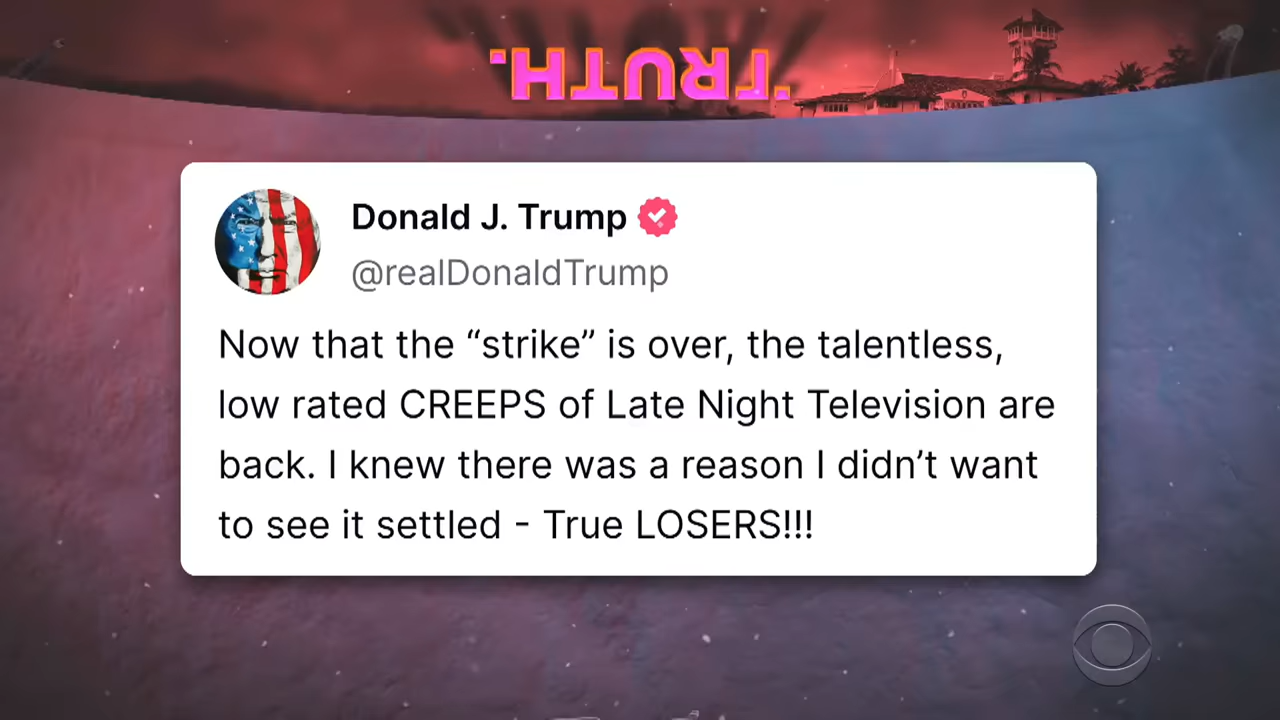 TRUTH.
Donald J. Trump
@realDonaldTrump
Now that the “strike” is over, the talentless,
low rated CREEPS of Late Night Television are
back. I knew there was a reason I didn’t want
to see it settled - True LOSERS!!!